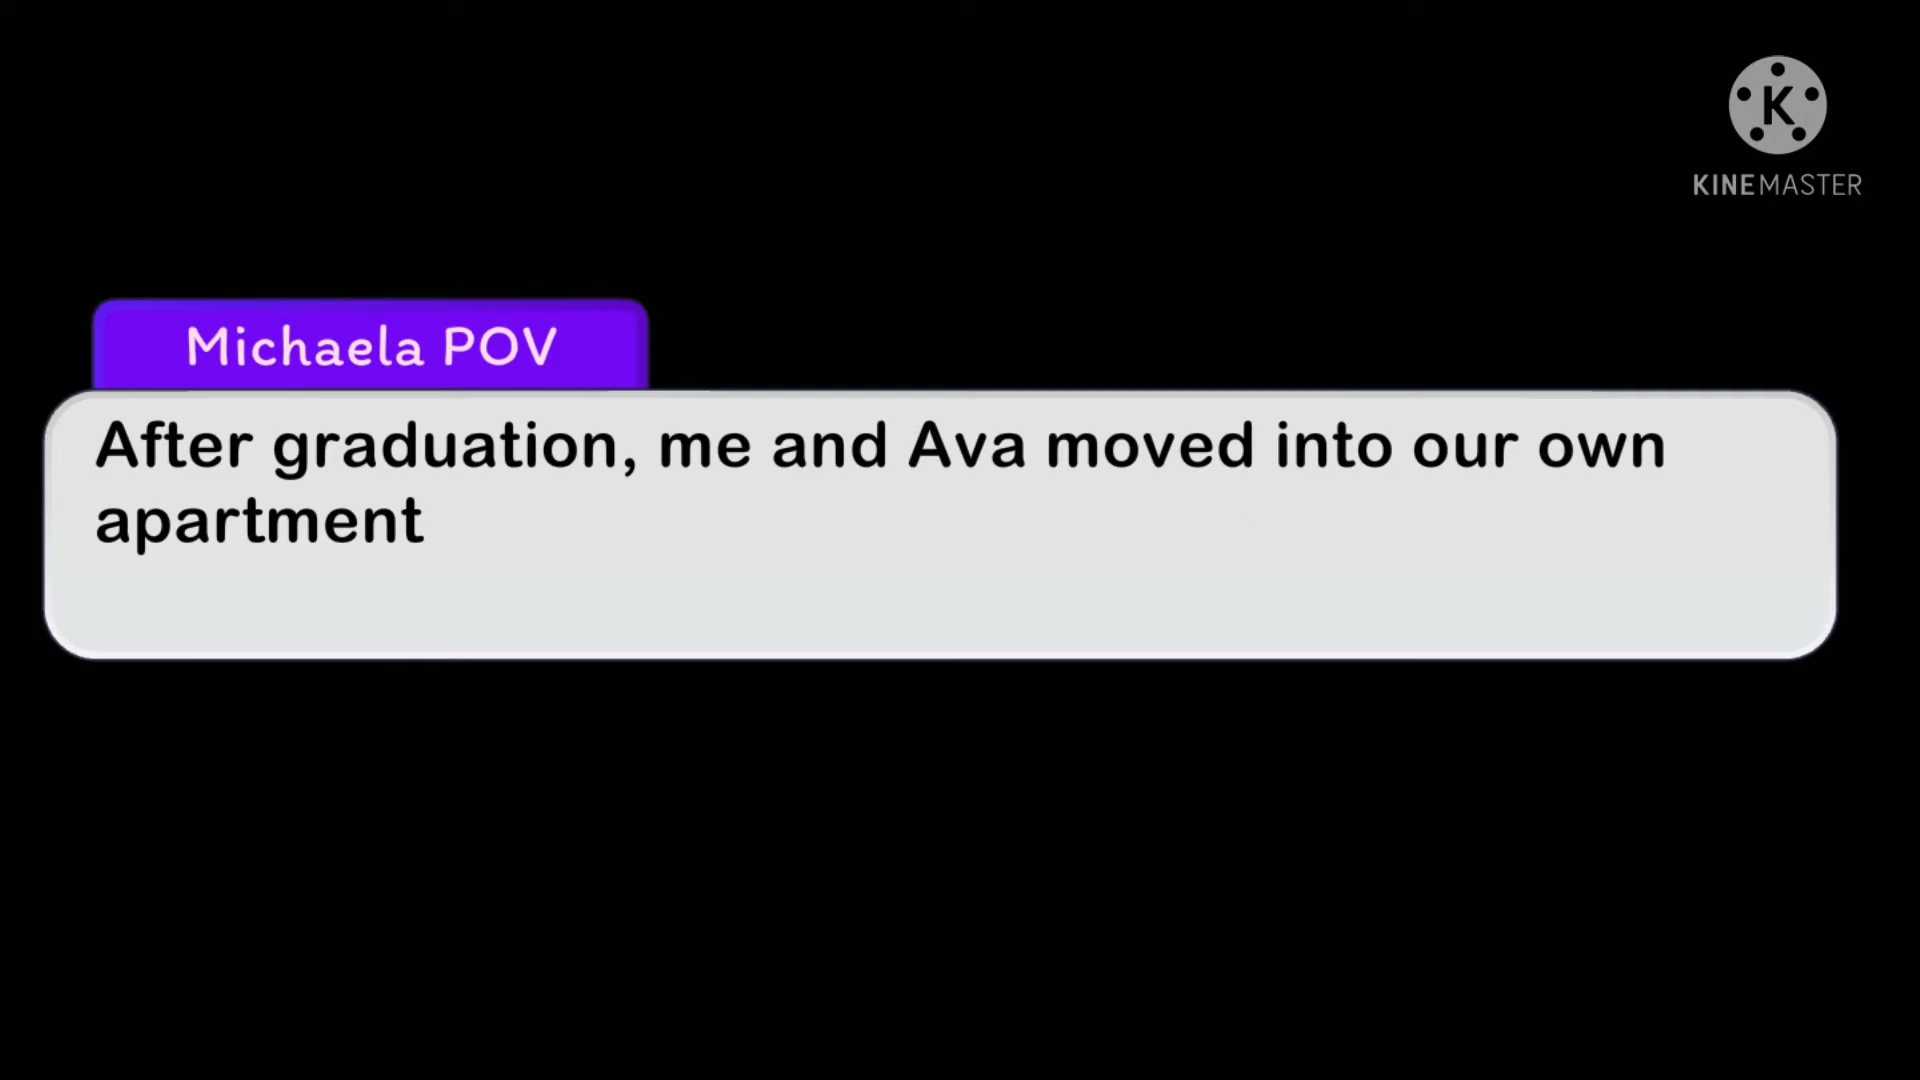 K
KINEMASTER
Michaela POV
After graduation, me and Ava moved into our own
apartment